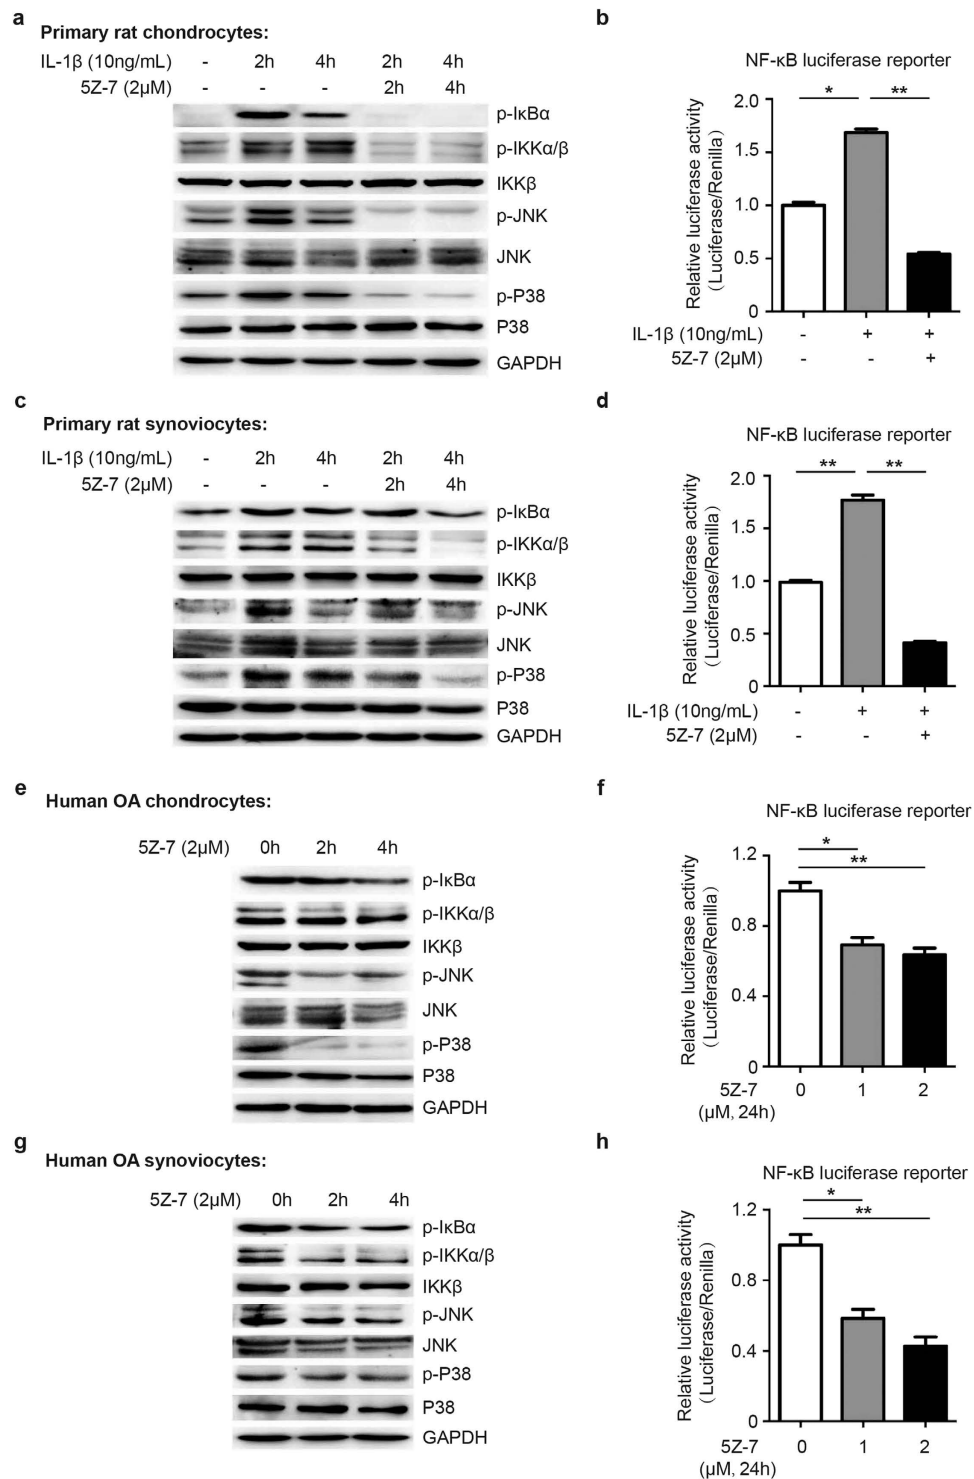 a
Primary rat chondrocytes:
IL-1β (10ng/mL) - 2h 4h 2h 4h
5Z-7 (2μM) - - - 2h 4h
p-IκBα
p-IKKα/β
IKKβ
p-JNK
JNK
p-P38
P38
GAPDH
b
NF-κB luciferase reporter
Relative luciferase activity
(Luciferase/Renilla)
2.0
1.5
1.0
0.5
0
* **
IL-1β (10ng/mL) - + +
5Z-7 (2μM) - - +
c
Primary rat synoviocytes:
IL-1β (10ng/mL) - 2h 4h 2h 4h
5Z-7 (2μM) - - - 2h 4h
p-IκBα
p-IKKα/β
IKKβ
p-JNK
JNK
p-P38
P38
GAPDH
d
NF-κB luciferase reporter
Relative luciferase activity
(Luciferase/Renilla)
2.0
1.5
1.0
0.5
0
** **
IL-1β (10ng/mL) - + +
5Z-7 (2μM) - - +
e
Human OA chondrocytes:
5Z-7 (2μM) 0h 2h 4h
p-IκBα
p-IKKα/β
IKKβ
p-JNK
JNK
p-P38
P38
GAPDH
f
NF-κB luciferase reporter
Relative luciferase activity
(Luciferase/Renilla)
1.2
0.8
0.4
0
*
**
5Z-7 0 1 2
(μM, 24h)
g
Human OA synoviocytes:
5Z-7 (2μM) 0h 2h 4h
p-IκBα
p-IKKα/β
IKKβ
p-JNK
JNK
p-P38
P38
GAPDH
h
NF-κB luciferase reporter
Relative luciferase activity
(Luciferase/Renilla)
1.2
0.8
0.4
0
*
**
5Z-7 0 1 2
(μM, 24h)